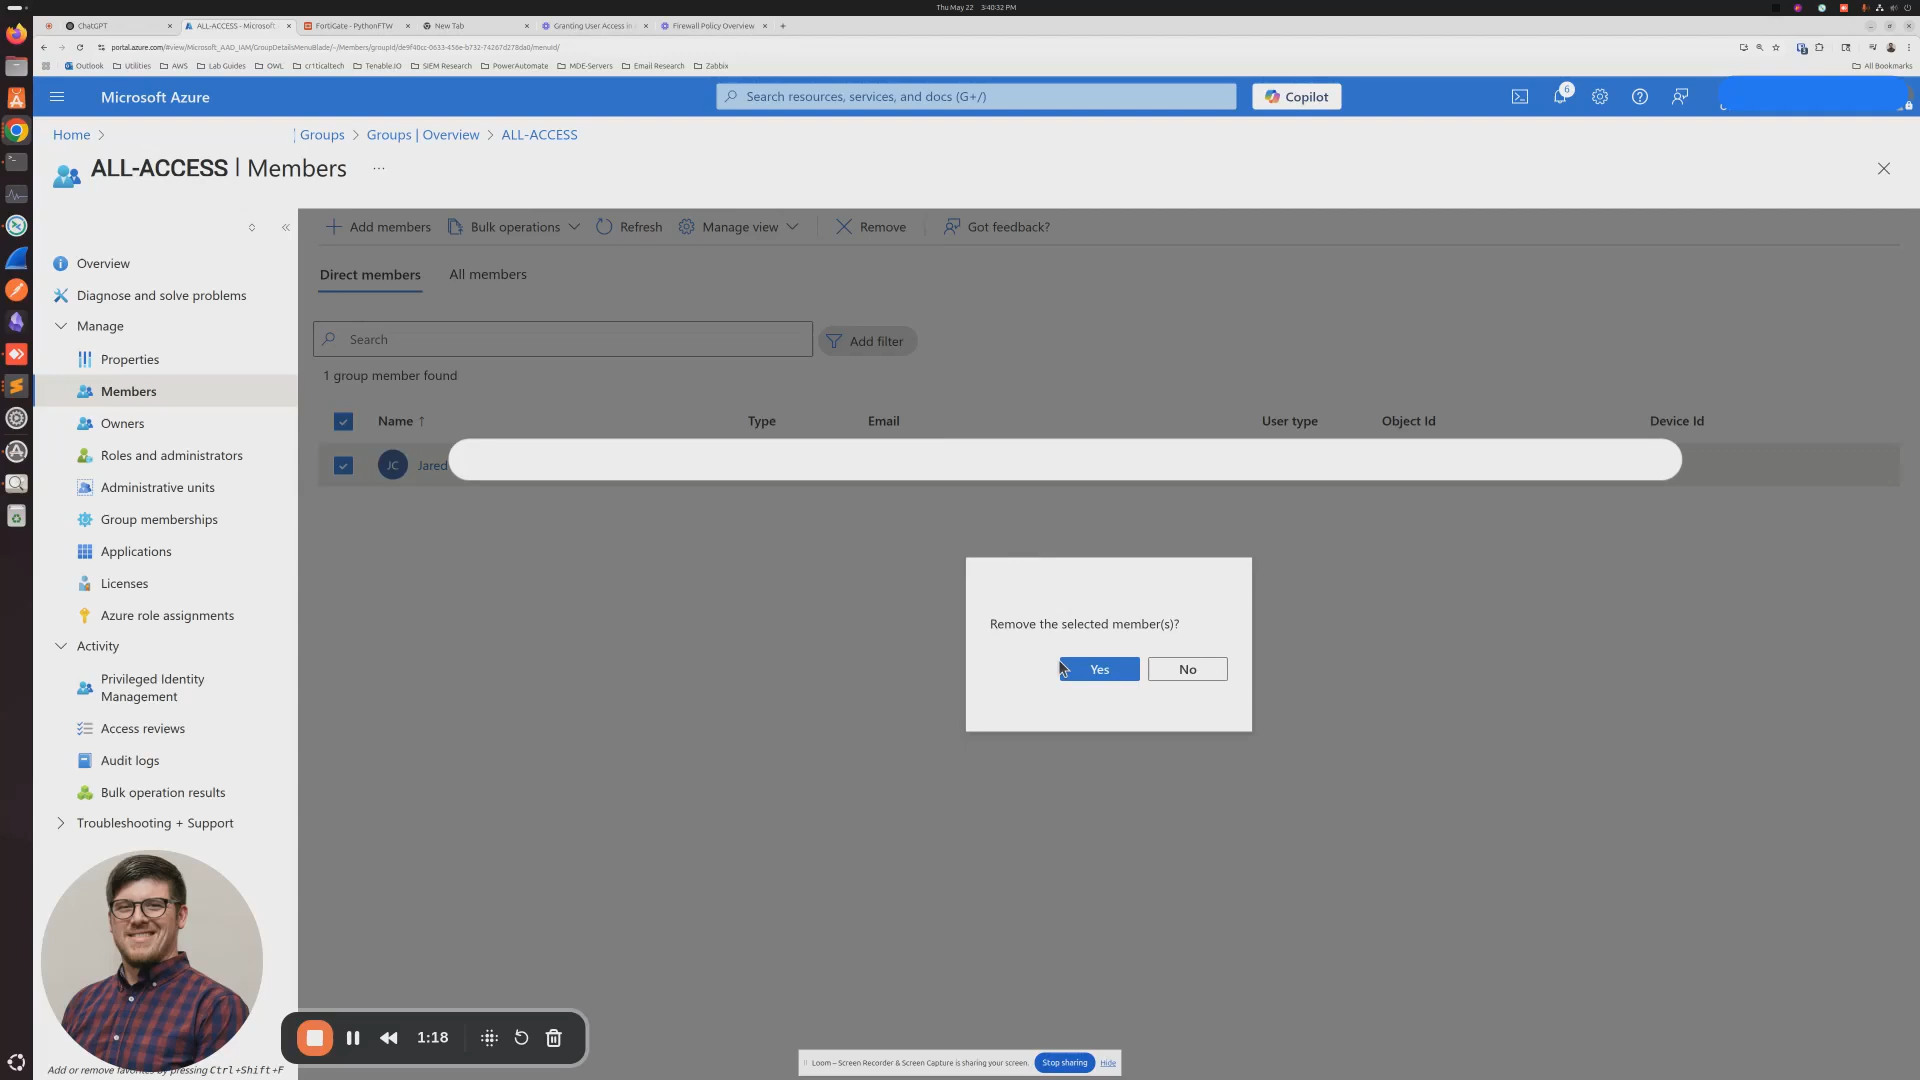 Thu May 22  3:40:32 PM
ChatGPT
ALL-ACCESS - Microsoft
FortiGate - PythonFTW
New Tab
Granting User Access in
Firewall Policy Overview
portal.azure.com/#view/Microsoft_AAD_IAM/GroupDetailsMenuBlade/~/Members/groupId/de9f40cc-0633-456e-b732-74267d278da0/menuId/
Outlook
Utilities
AWS
Lab Guides
OWL
cr1ticaltech
Tenable.IO
SIEM Research
PowerAutomate
MDE-Servers
Email Research
Zabbix
All Bookmarks
Microsoft Azure
Search resources, services, and docs (G+/)
Copilot
6
Home > Groups > Groups | Overview > ALL-ACCESS
ALL-ACCESS | Members
...
Add members
Bulk operations
Refresh
Manage view
Remove
Got feedback?
Overview
Diagnose and solve problems
Manage
Properties
Members
Owners
Roles and administrators
Administrative units
Group memberships
Applications
Licenses
Azure role assignments
Activity
Privileged Identity
Management
Access reviews
Audit logs
Bulk operation results
Troubleshooting + Support
Direct members
All members
Search
Add filter
1 group member found
Name ↑
Type
Email
User type
Object Id
Device Id
JC
Jared
Remove the selected member(s)?
Yes
No
1:18
Add or remove favorites by pressing Ctrl+Shift+F
Loom – Screen Recorder & Screen Capture is sharing your screen.
Stop sharing
Hide